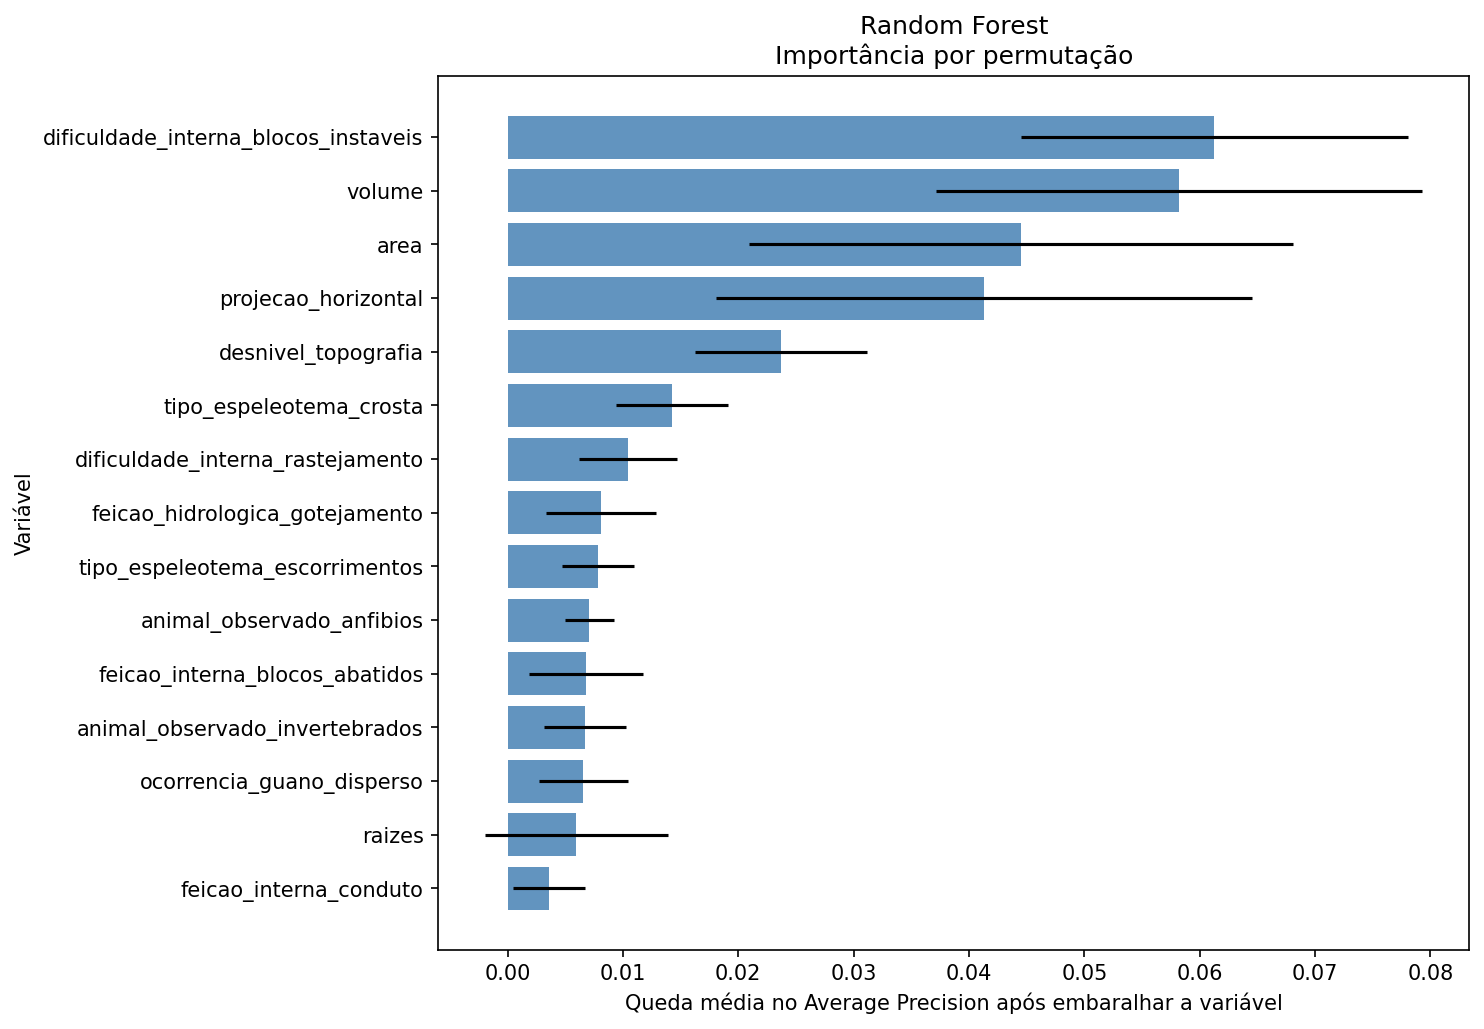 Random Forest
Importância por permutação
Variável
dificuldade_interna_blocos_instaveis
volume
area
projecao_horizontal
desnivel_topografia
tipo_espeleotema_crosta
dificuldade_interna_rastejamento
feicao_hidrologica_gotejamento
tipo_espeleotema_escorrimentos
animal_observado_anfibios
feicao_interna_blocos_abatidos
animal_observado_invertebrados
ocorrencia_guano_disperso
raizes
feicao_interna_conduto
0.00 0.01 0.02 0.03 0.04 0.05 0.06 0.07 0.08
Queda média no Average Precision após embaralhar a variável